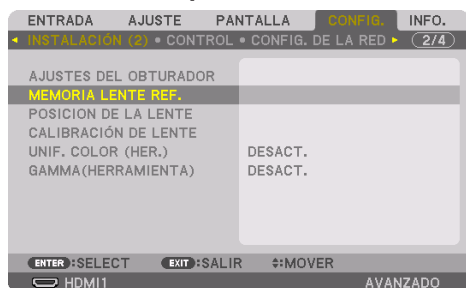 ENTRADA AJUSTE PANTALLA CONFIG. INFO.
INSTALACIÓN (2) • CONTROL • CONFIG. DE LA RED 2/4
AJUSTES DEL OBTURADOR
MEMORIA LENTE REF.
POSICION DE LA LENTE
CALIBRACIÓN DE LENTE
UNIF. COLOR (HER.) DESACT.
GAMMA(HERRAMIENTA) DESACT.
ENTER :SELECT EXIT :SALIR :MOVER
HDMI1 AVANZADO